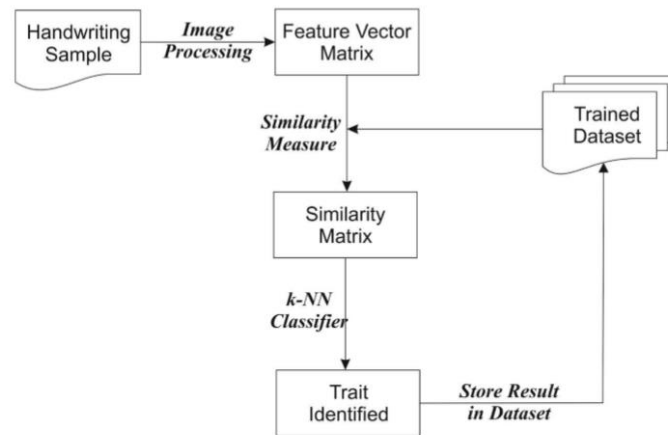 Handwriting
Sample
Image
Processing
Feature Vector
Matrix
Similarity
Measure
Trained
Dataset
Similarity
Matrix
k-NN
Classifier
Trait
Identified
Store Result
in Dataset